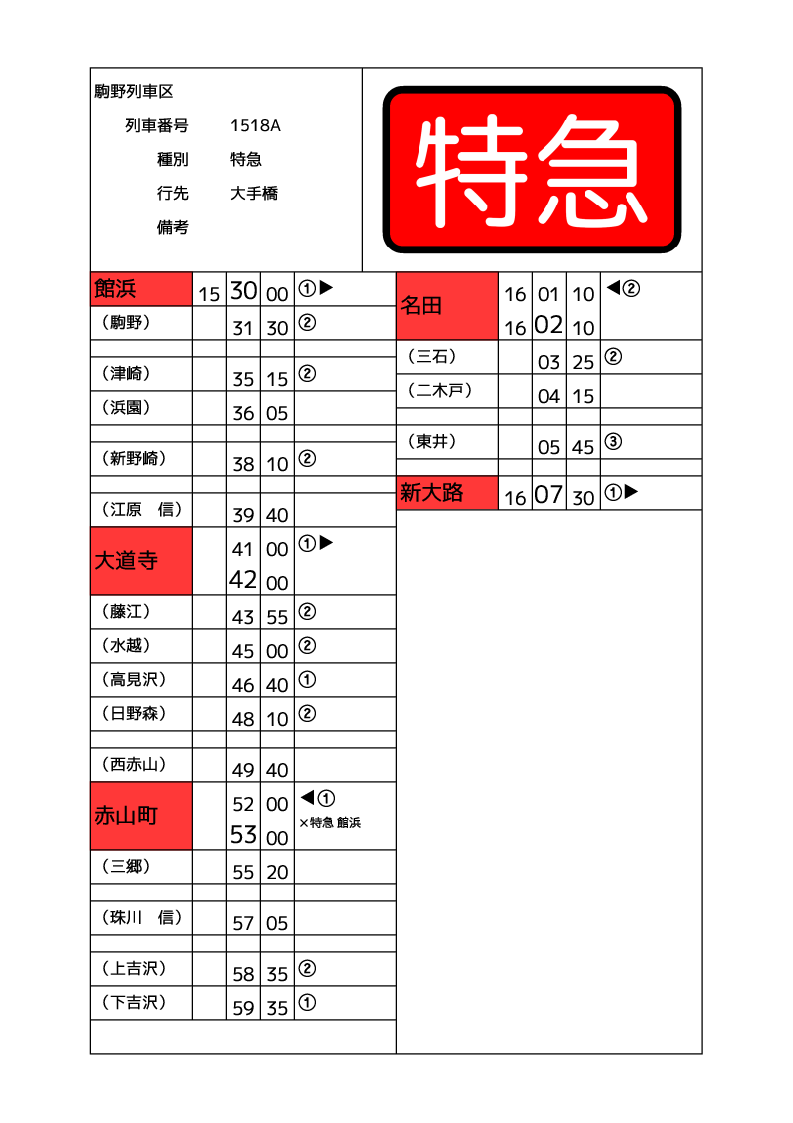 駒野列車区
列車番号 1518A
種別 特急
行先 大手橋
備考
特急
館浜 15 30 00 ①▶
（駒野） 31 30 ②
（津崎） 35 15 ②
（浜園） 36 05
（新野崎） 38 10 ②
（江原　信） 39 40
大道寺 41 00 ①▶
42 00
（藤江） 43 55 ②
（水越） 45 00 ②
（高見沢） 46 40 ①
（日野森） 48 10 ②
（西赤山） 49 40
赤山町 52 00 ◀①
53 00 ×特急 館浜
（三郷） 55 20
（珠川　信） 57 05
（上吉沢） 58 35 ②
（下吉沢） 59 35 ①
名田 16 01 10 ◀②
16 02 10
（三石） 03 25 ②
（二木戸） 04 15
（東井） 05 45 ③
新大路 16 07 30 ①▶